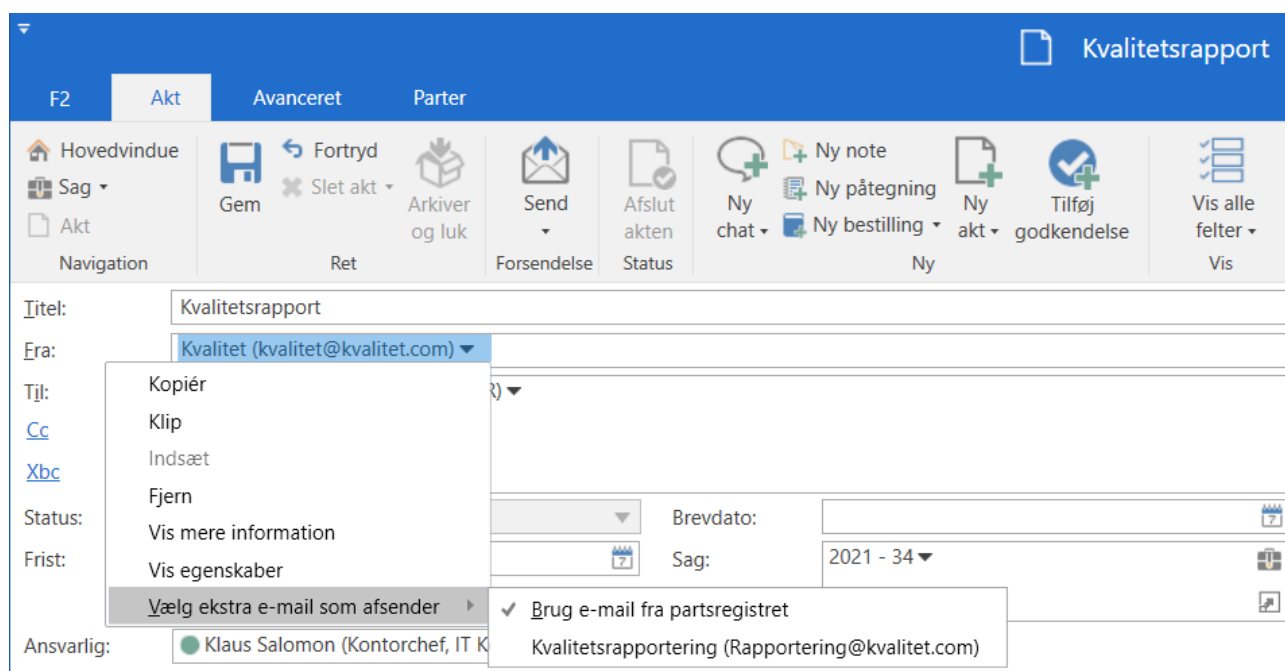 Kvalitetsrapport
F2 Akt Avanceret Parter
Hovedvindue
Sag
Akt
Navigation
Gem
Fortryd
Slet akt
Arkiver
og luk
Ret
Send
Forsendelse
Afslut
akten
Status
Ny
chat
Ny note
Ny påtegning
Ny bestilling
Ny
akt
Tilføj
godkendelse
Ny
Vis alle
felter
Vis
Titel: Kvalitetsrapport
Fra: Kvalitet (kvalitet@kvalitet.com)
Til:
Cc
Xbc
Kopiér
Klip
Indsæt
Fjern
Vis mere information
Vis egenskaber
Vælg ekstra e-mail som afsender
Status: Brevdato: 7
Frist: 7 Sag: 2021 - 34
Brug e-mail fra partsregistret
Kvalitetsrapportering (Rapportering@kvalitet.com)
Ansvarlig: Klaus Salomon (Kontorchef, IT K